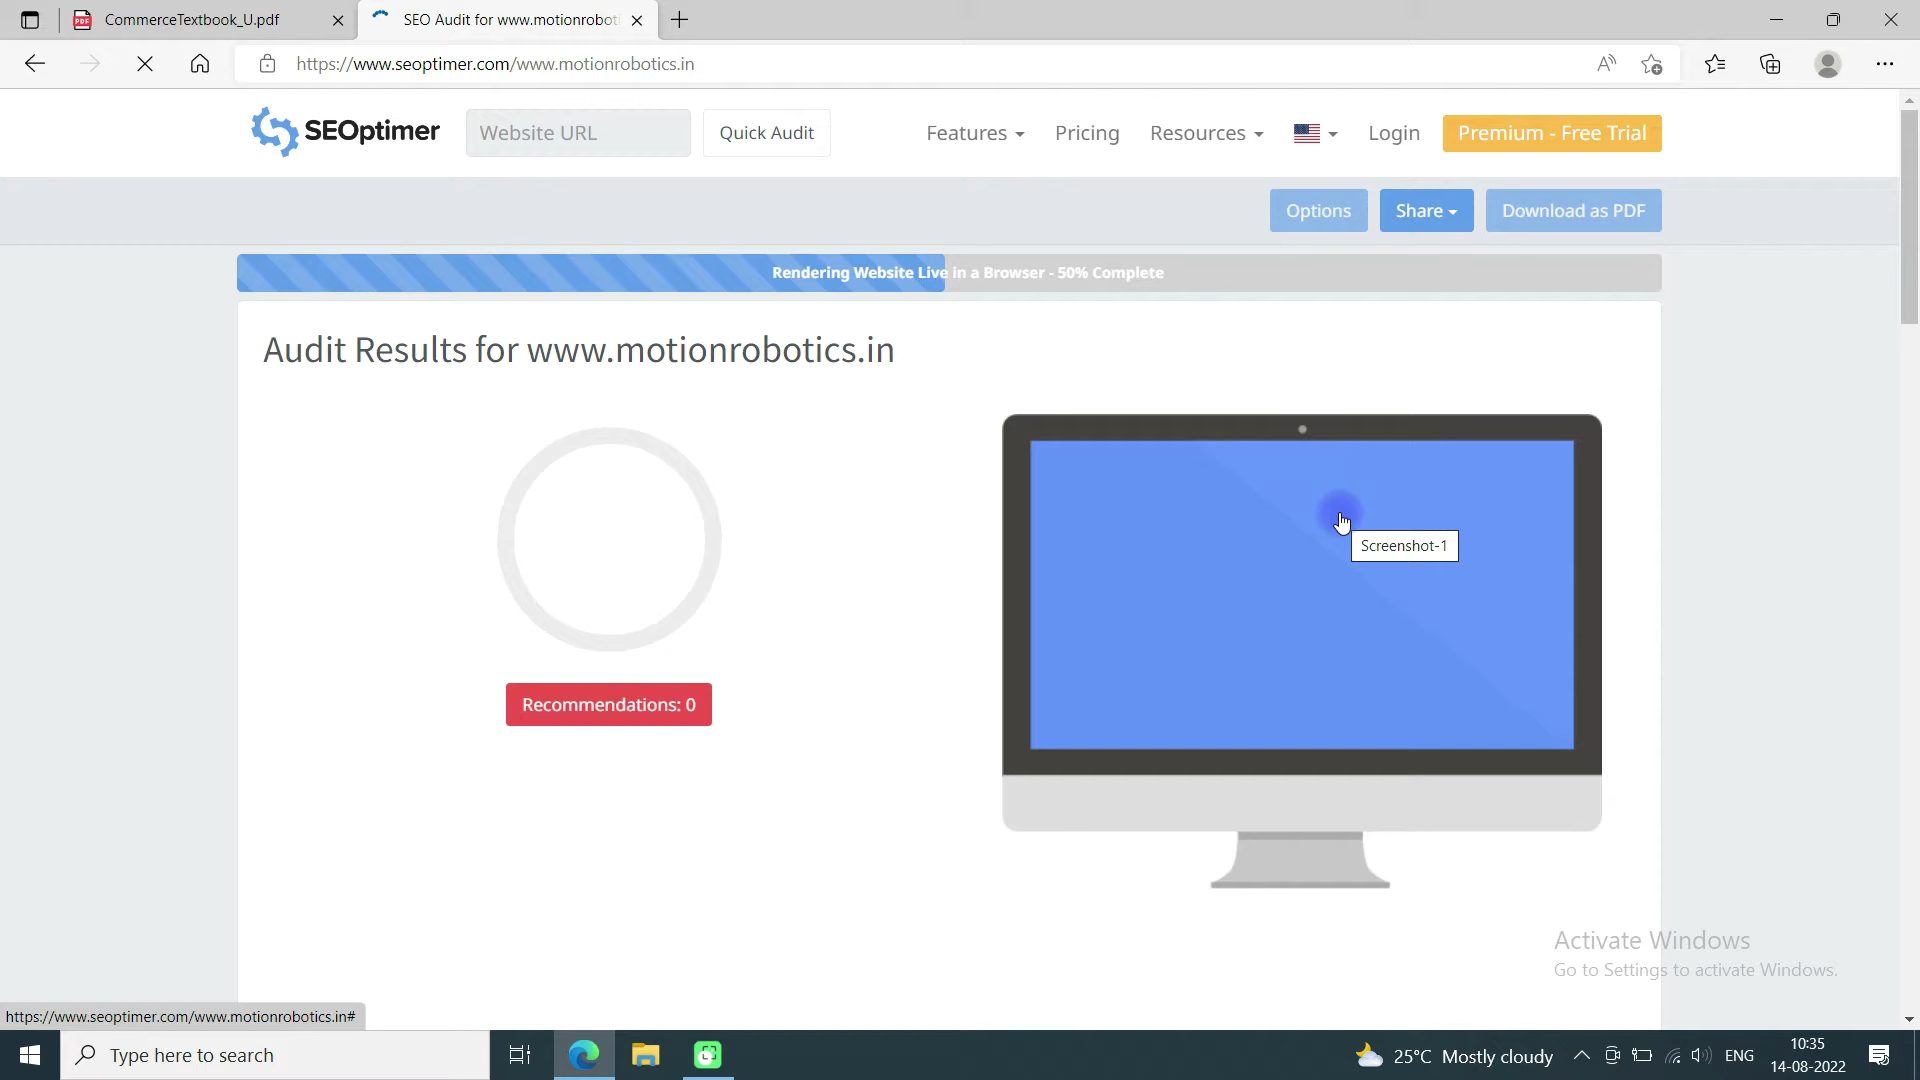 CommerceTextbook_U.pdf
SEO Audit for www.motionroboti
https://www.seoptimer.com/www.motionrobotics.in
SEOptimer
Website URL
Quick Audit
Features
Pricing
Resources
Login
Premium - Free Trial
Options
Share
Download as PDF
Rendering Website Live in a Browser - 50% Complete
Audit Results for www.motionrobotics.in
Screenshot-1
Recommendations: 0
Activate Windows
Go to Settings to activate Windows.
https://www.seoptimer.com/www.motionrobotics.in#
Type here to search
25°C Mostly cloudy
ENG
10:35
14-08-2022